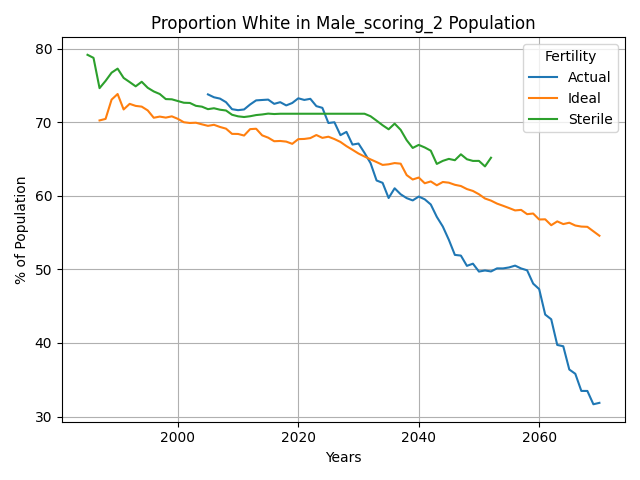 Proportion White in Male_scoring_2 Population
Fertility
Actual
Ideal
Sterile
% of Population
80
70
60
50
40
30
2000
2020
2040
2060
Years